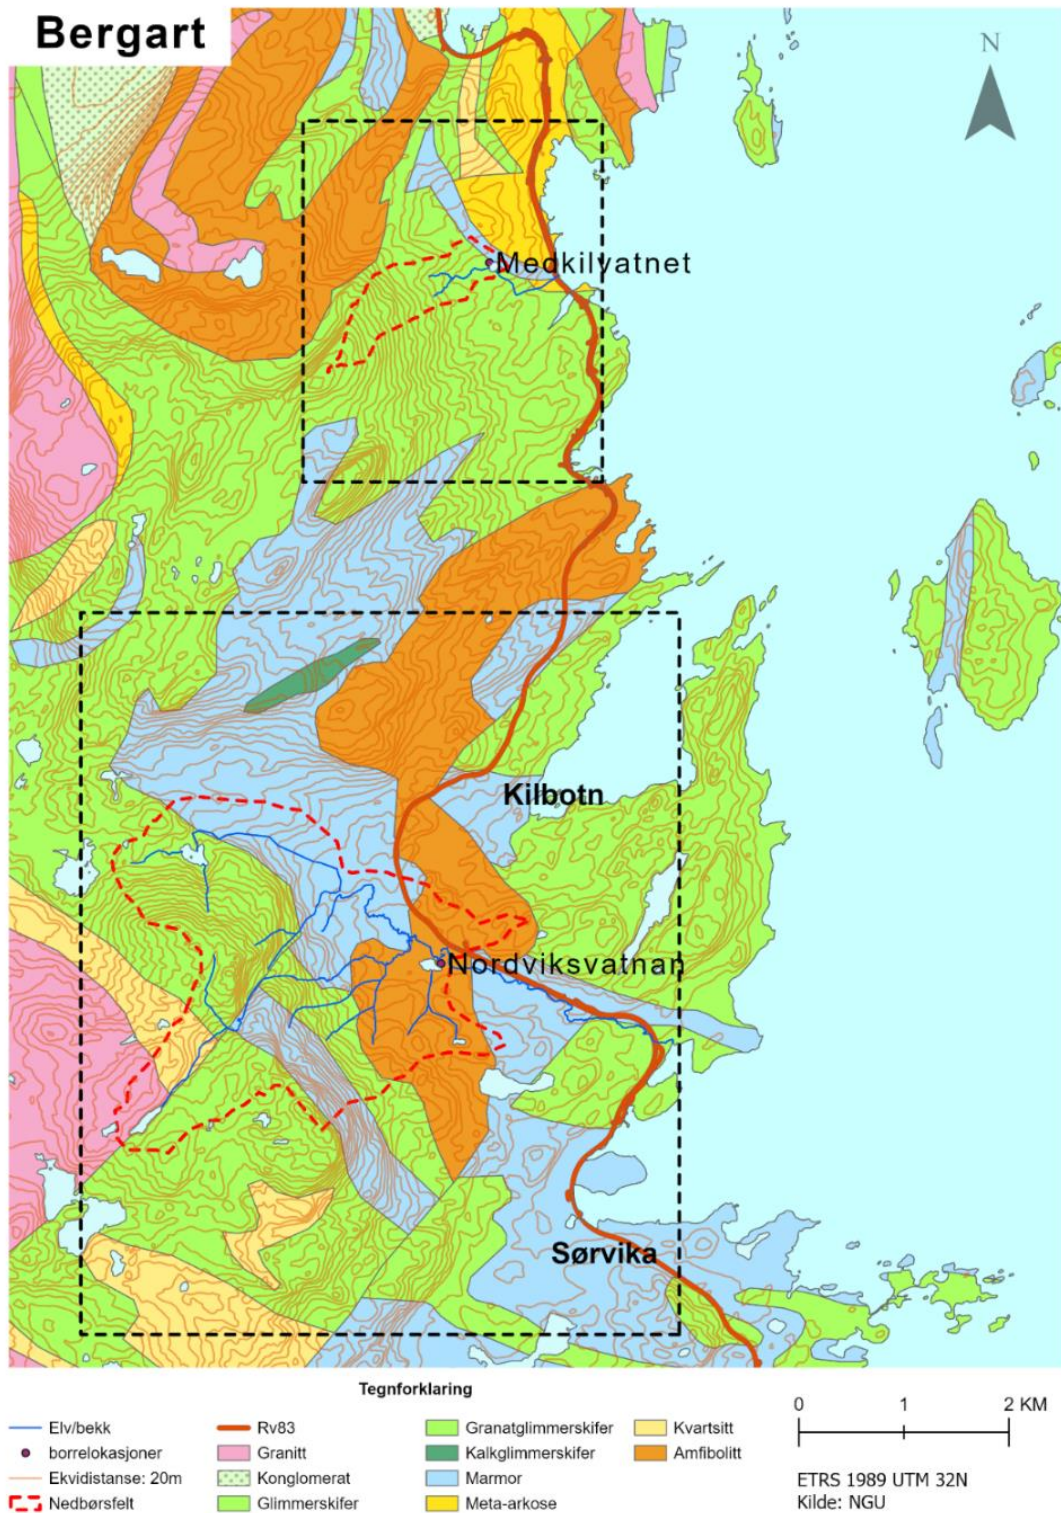 Bergart
N
Medkilvatnet
Kilbotn
Nordviksvatnan
Sørvika
Tegnforklaring
Elv/bekk
borrelokasjoner
Ekvidistanse: 20m
Nedbørsfelt
Rv83
Granitt
Konglomerat
Glimmerskifer
Granatglimmerskifer
Kalkglimmerskifer
Marmor
Meta-arkose
Kvartsitt
Amfibolitt
0 1 2 KM
ETRS 1989 UTM 32N
Kilde: NGU